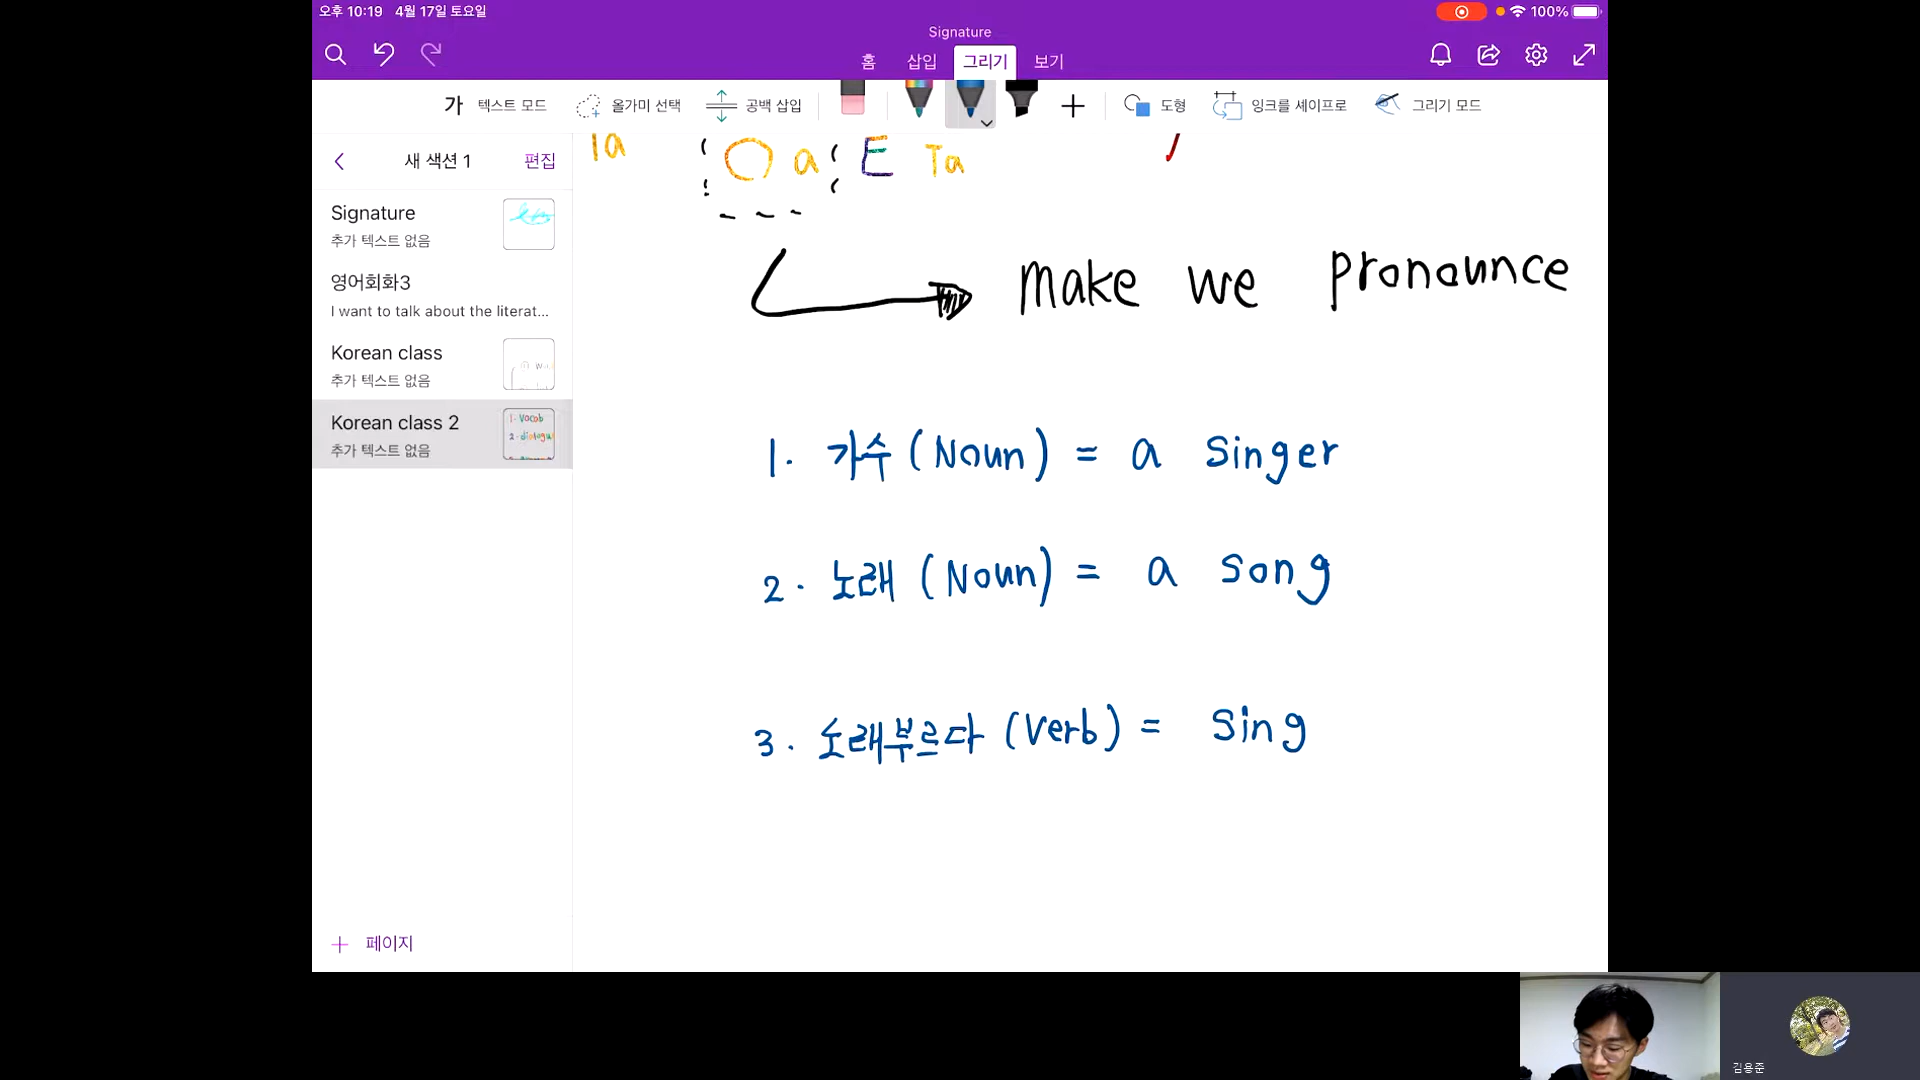 오후 10:19 4월 17일 토요일
100%
Signature
홈 삽입 그리기 보기
가 텍스트 모드 올가미 선택 공백 삽입 도형 잉크를 셰이프로 그리기 모드
새 색션 1 편집
Signature
추가 텍스트 없음
영어회화3
I want to talk about the literat...
Korean class
추가 텍스트 없음
Korean class 2
추가 텍스트 없음
페이지
Ta O a E Ta
make we pronounce
1. 가수 (Noun) = a singer
2. 노래 (Noun) = a song
3. 노래부르다 (Verb) = Sing
김용준